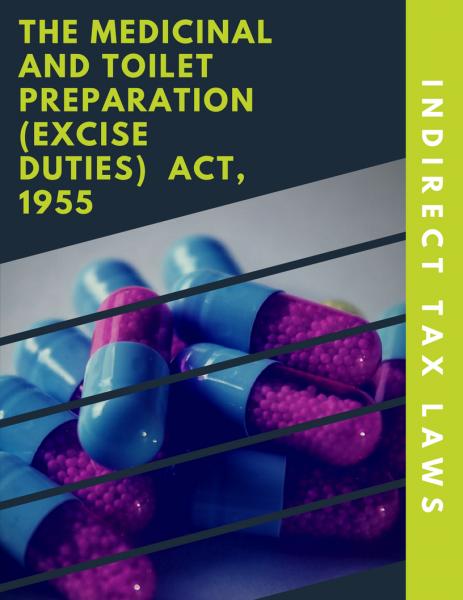 THE MEDICINAL
AND TOILET
PREPARATION
(EXCISE
DUTIES) ACT,
1955
INDIRECT TAX LAWS